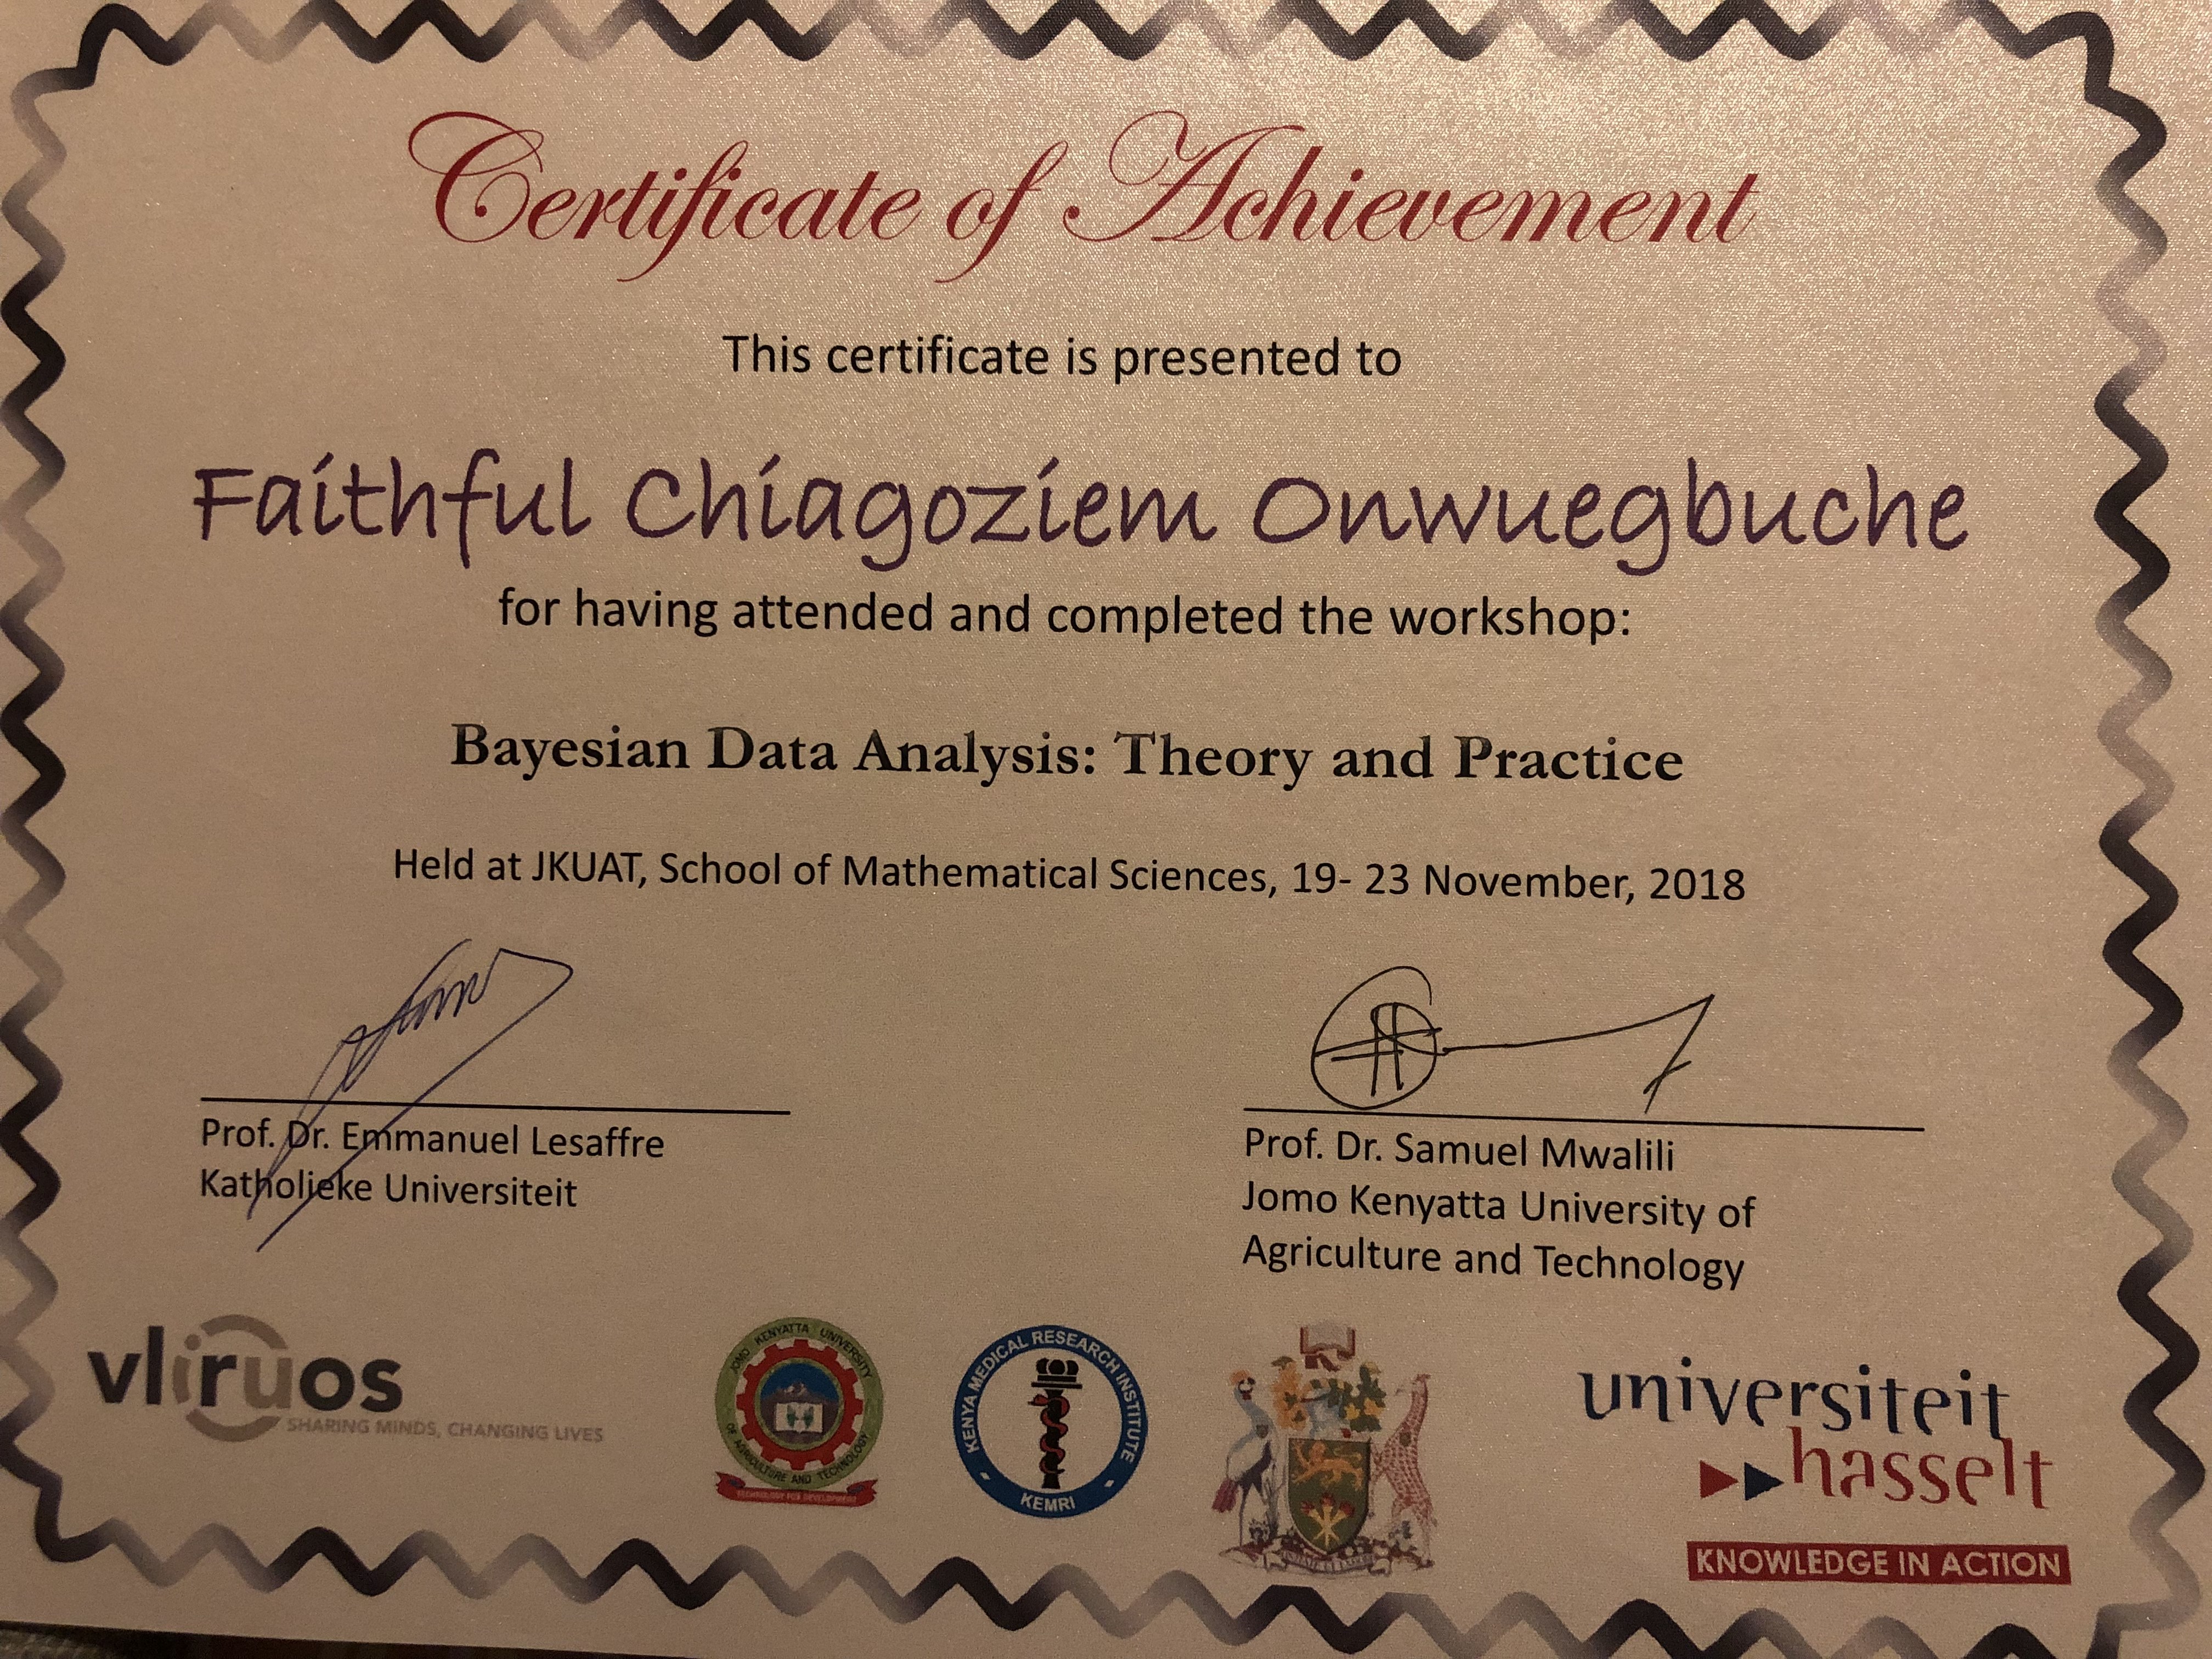 Certificate of Achievement
This certificate is presented to
Faithful Chiagoziem Onwuegbuche
for having attended and completed the workshop:
Bayesian Data Analysis: Theory and Practice
Held at JKUAT, School of Mathematical Sciences, 19- 23 November, 2018
Prof. Dr. Emmanuel Lesaffre
Katholieke Universiteit
Prof. Dr. Samuel Mwalili
Jomo Kenyatta University of
Agriculture and Technology
vliruos
SHARING MINDS, CHANGING LIVES
JOMO KENYATTA UNIVERSITY
OF AGRICULTURE AND TECHNOLOGY
TECHNOLOGY FOR DEVELOPMENT
KENYA MEDICAL RESEARCH INSTITUTE
KEMRI
universiteit
hasselt
KNOWLEDGE IN ACTION